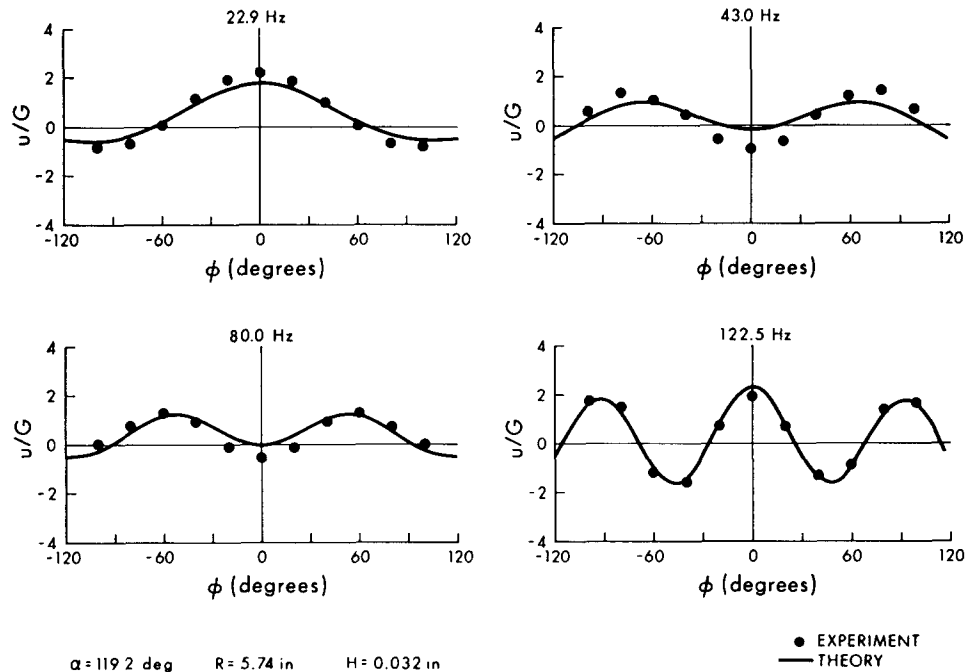 22.9 Hz
4
2
0
-2
-4
u/G
-120
-60
0
60
120
φ (degrees)
43.0 Hz
4
2
0
-2
-4
u/G
-120
-60
0
60
120
φ (degrees)
80.0 Hz
4
2
0
-2
-4
u/G
-120
-60
0
60
120
φ (degrees)
122.5 Hz
4
2
0
-2
-4
u/G
-120
-60
0
60
120
φ (degrees)
α = 119 2 deg R = 5.74 in H = 0.032 in
EXPERIMENT
THEORY